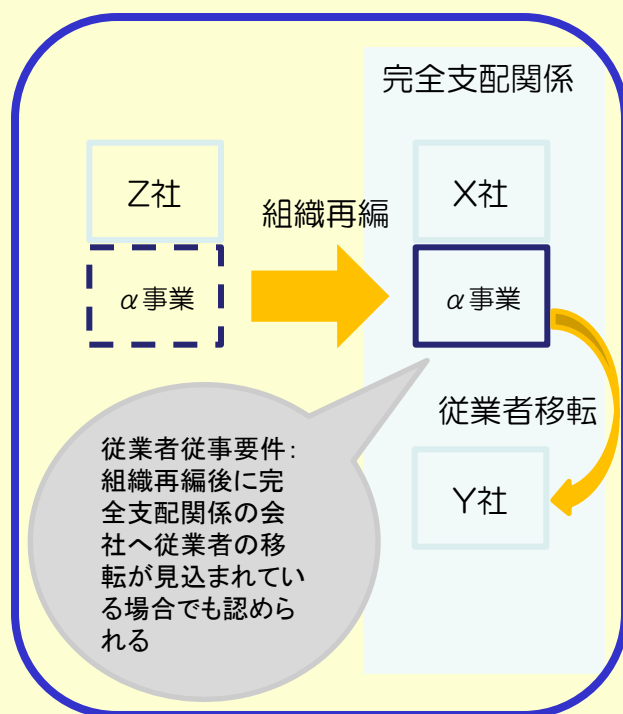 完全支配関係
Z社
組織再編
X社
α事業
α事業
従業者移転
従業者従事要件:
組織再編後に完
全支配関係の会
社へ従業者の移
転が見込まれてい
る場合でも認めら
れる
Y社